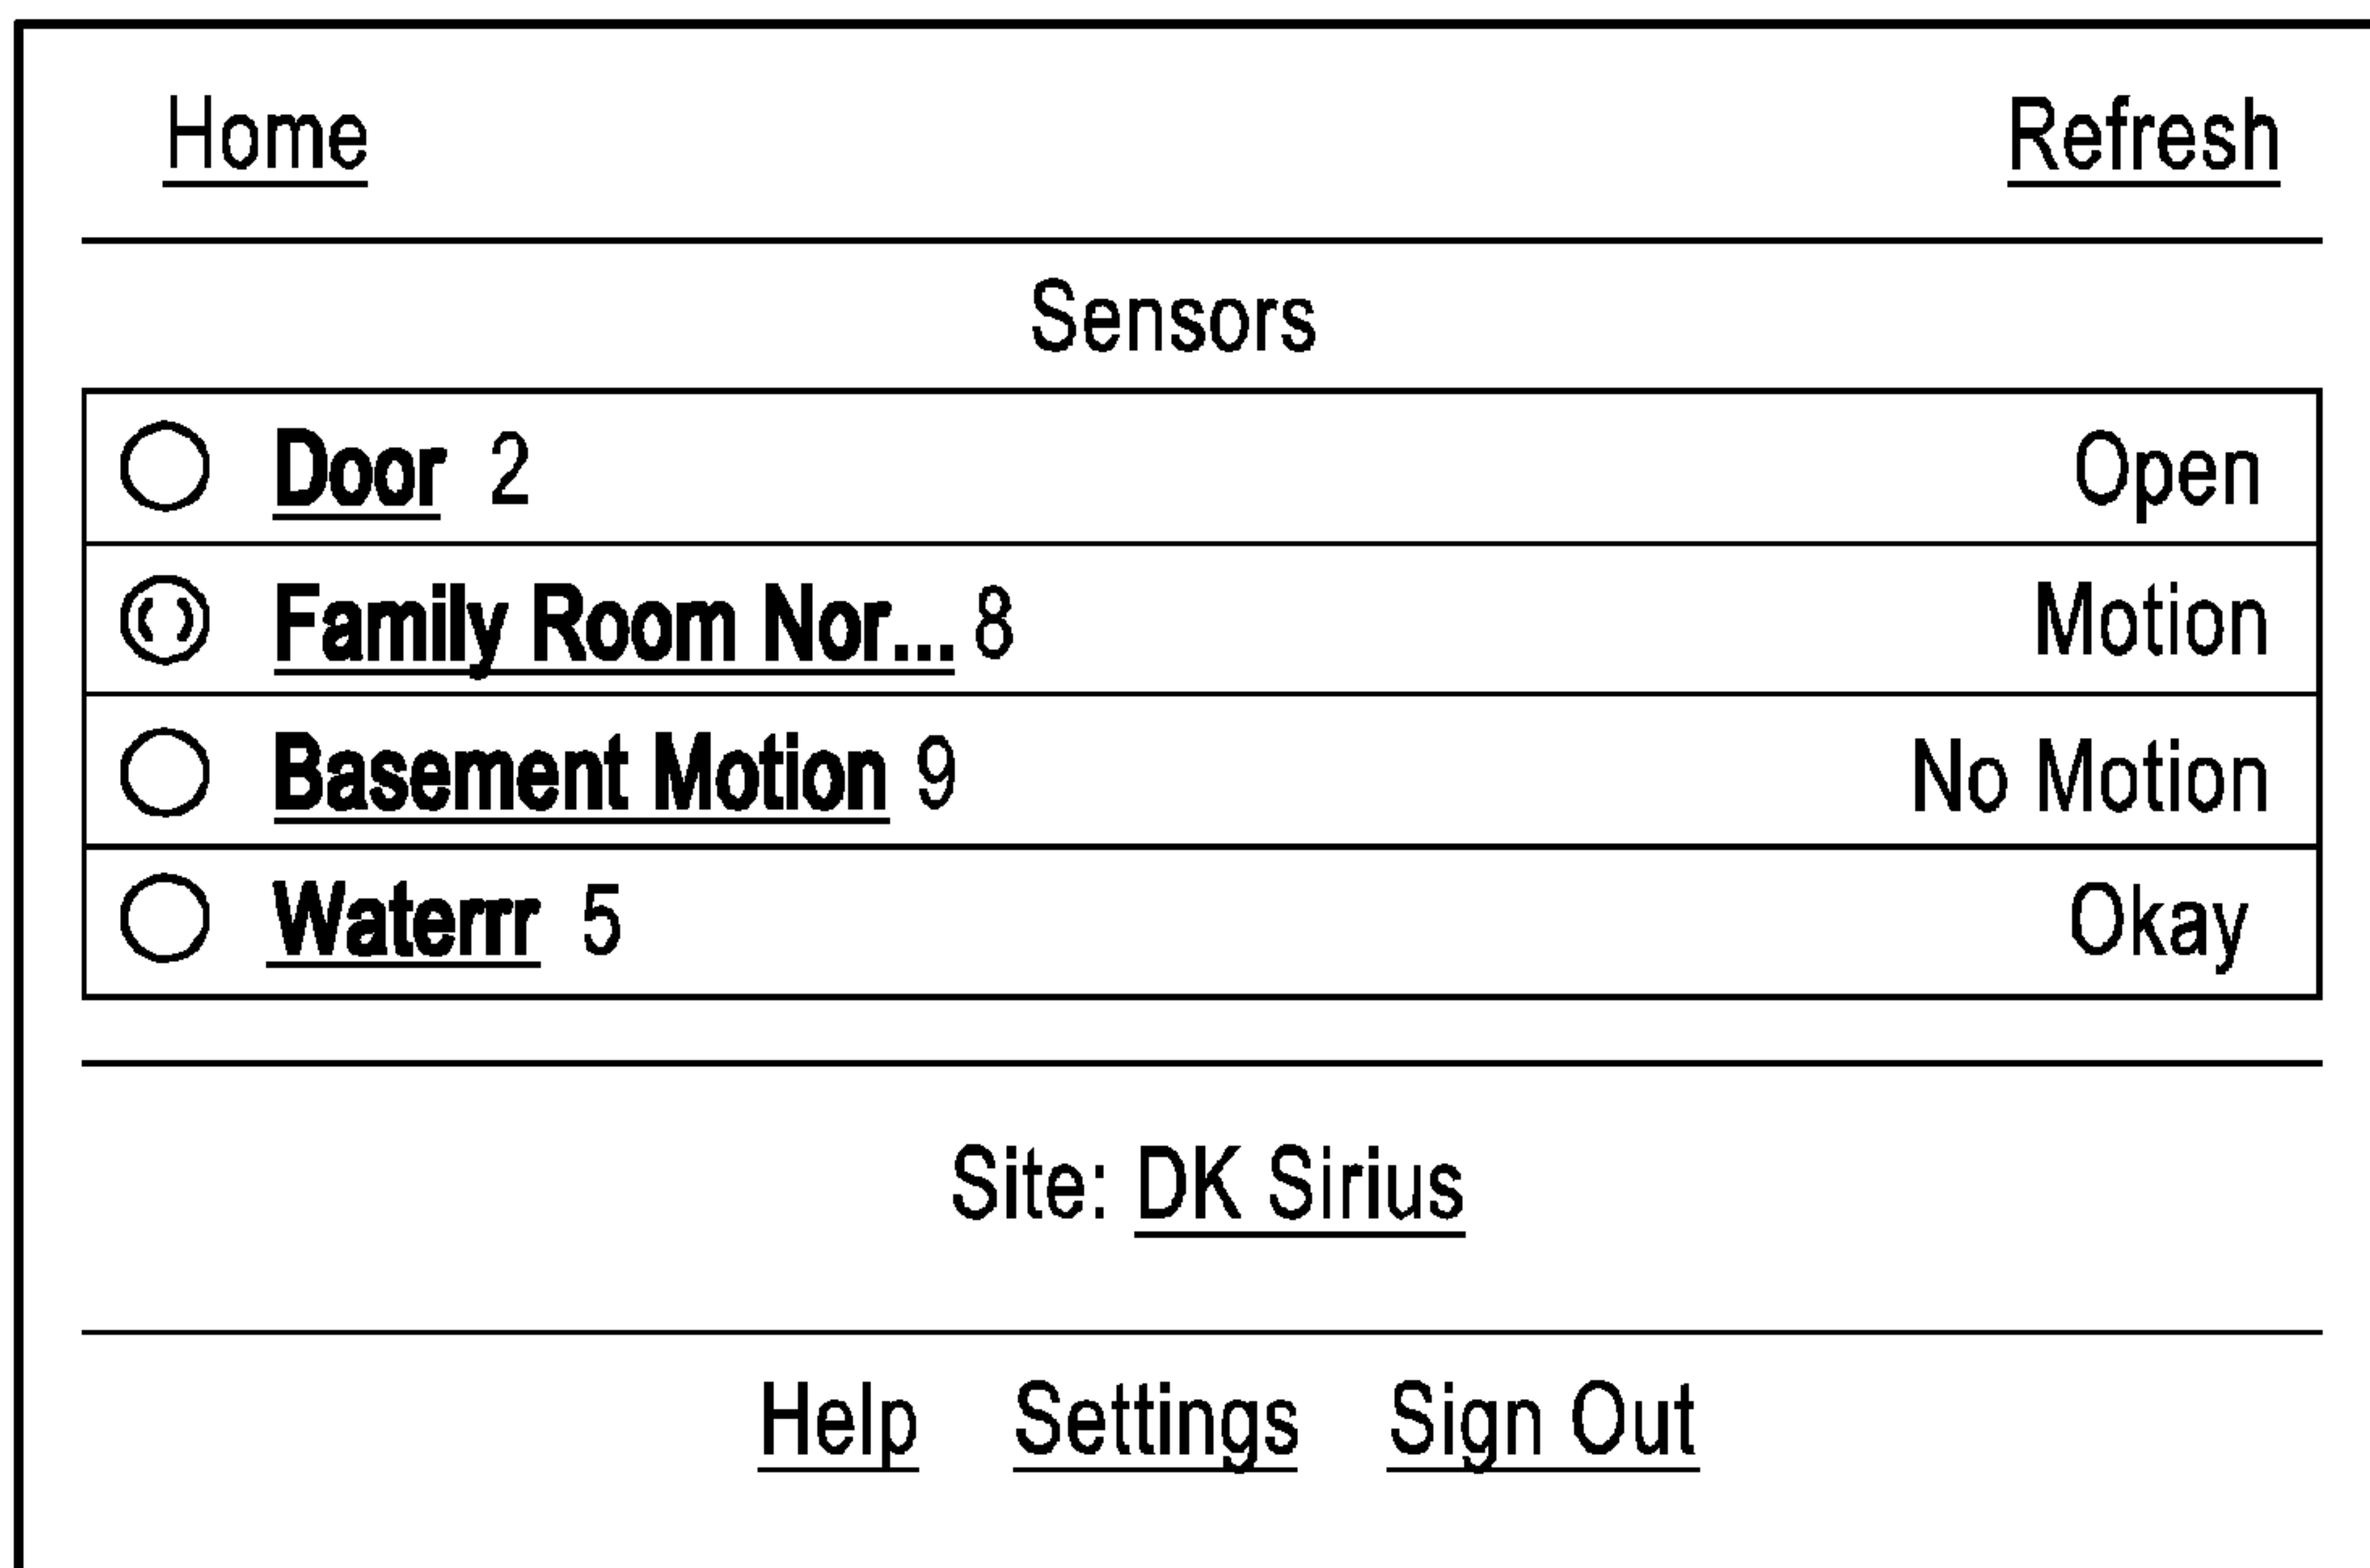 Home Refresh
Sensors
Door 2 Open
Family Room Nor... 8 Motion
Basement Motion 9 No Motion
Waterrr 5 Okay
Site: DK Sirius
Help Settings Sign Out